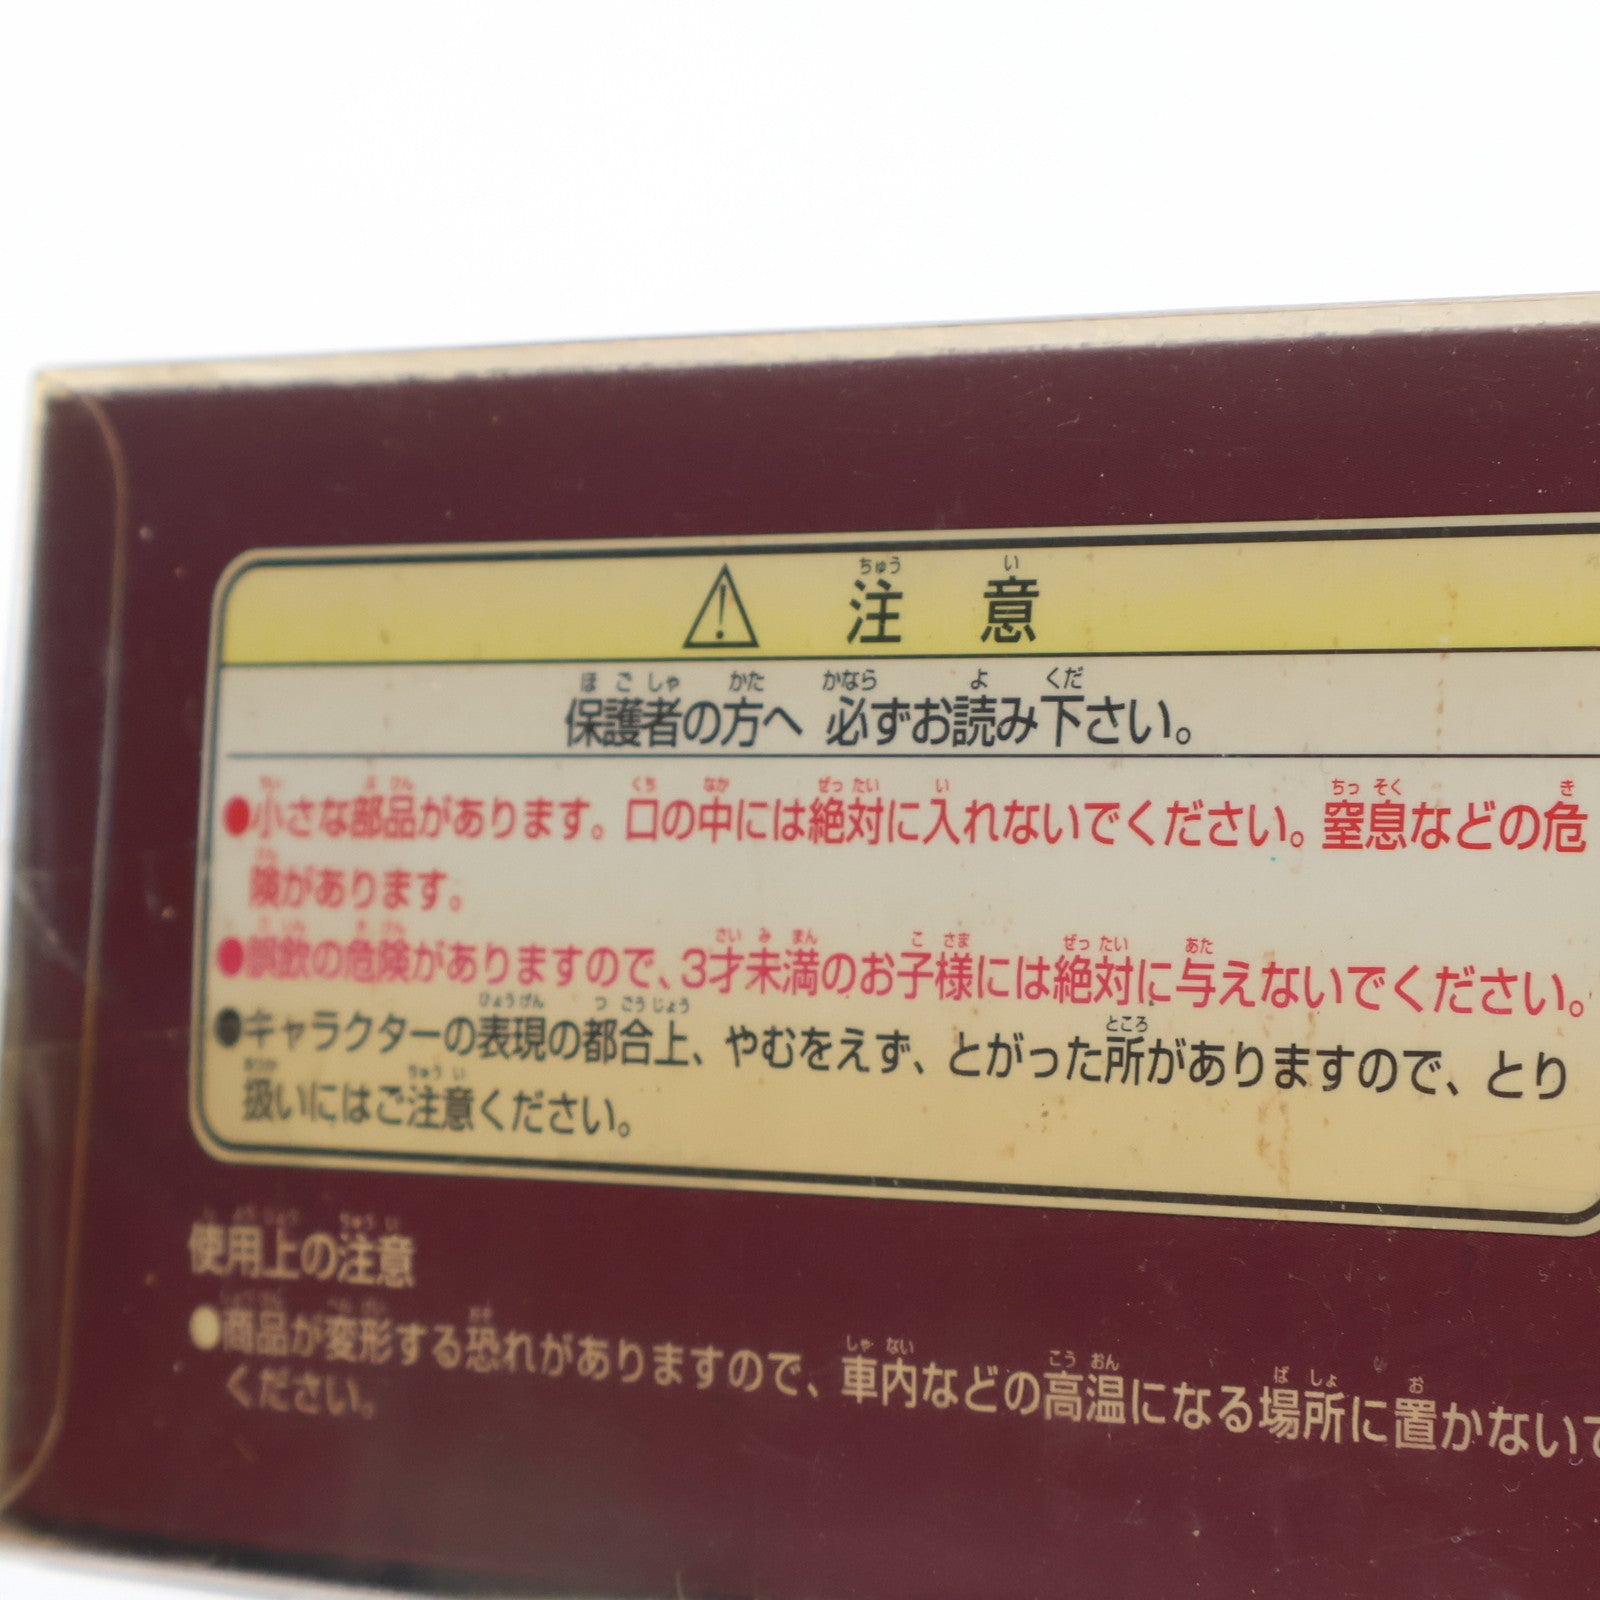 ⚠ 注意
保護者の方へ 必ずお読み下さい。
●小さな部品があります。口の中には絶対に入れないでください。窒息などの危
険があります。
●誤飲の危険がありますので、3才未満のお子様には絶対に与えないでください。
●キャラクターの表現の都合上、やむをえず、とがった所がありますので、とり
扱いにはご注意ください。
使用上の注意
●商品が変形する恐れがありますので、車内などの高温になる場所に置かないで
ください。